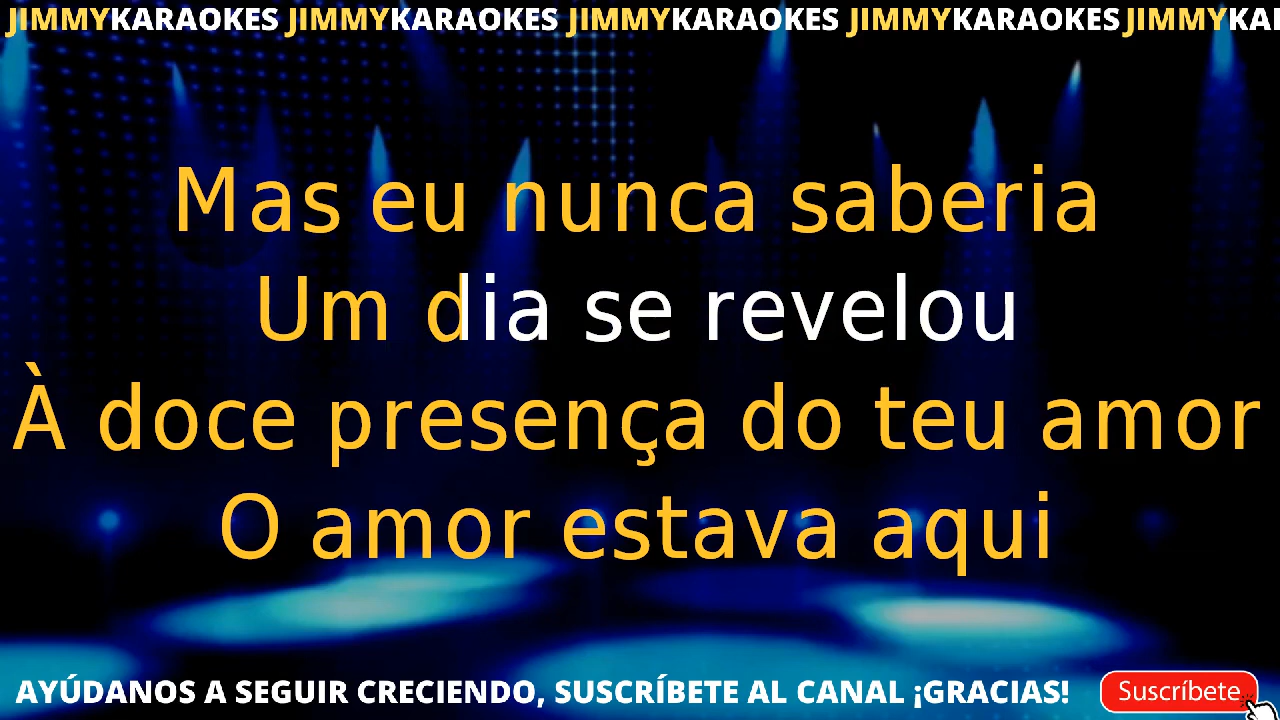 JIMMYKARAOKES JIMMYKARAOKES JIMMYKARAOKES JIMMYKARAOKES JIMMYKA
Mas eu nunca saberia
Um dia se revelou
À doce presença do teu amor
O amor estava aqui
AYÚDANOS A SEGUIR CRECIENDO, SUSCRÍBETE AL CANAL ¡GRACIAS!
Suscríbete